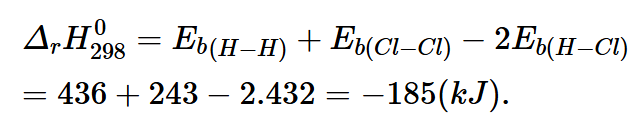 Δ_rH^0_298 = E_b(H−H) + E_b(Cl−Cl) − 2E_b(H−Cl)
= 436 + 243 − 2.432 = −185(kJ).